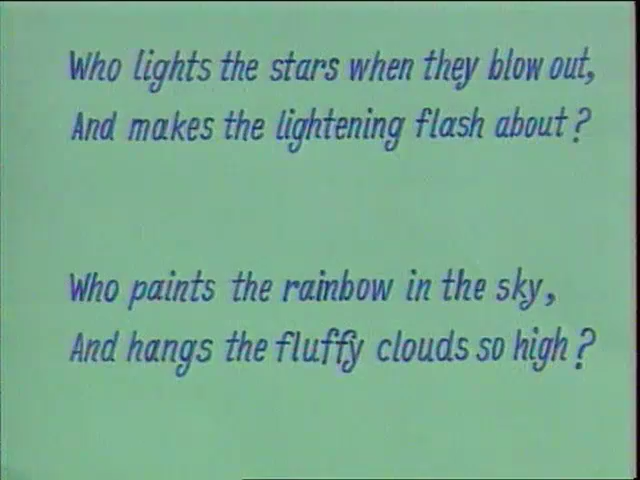 Who lights the stars when they blow out,
And makes the lightening flash about?
Who paints the rainbow in the sky,
And hangs the fluffy clouds so high?